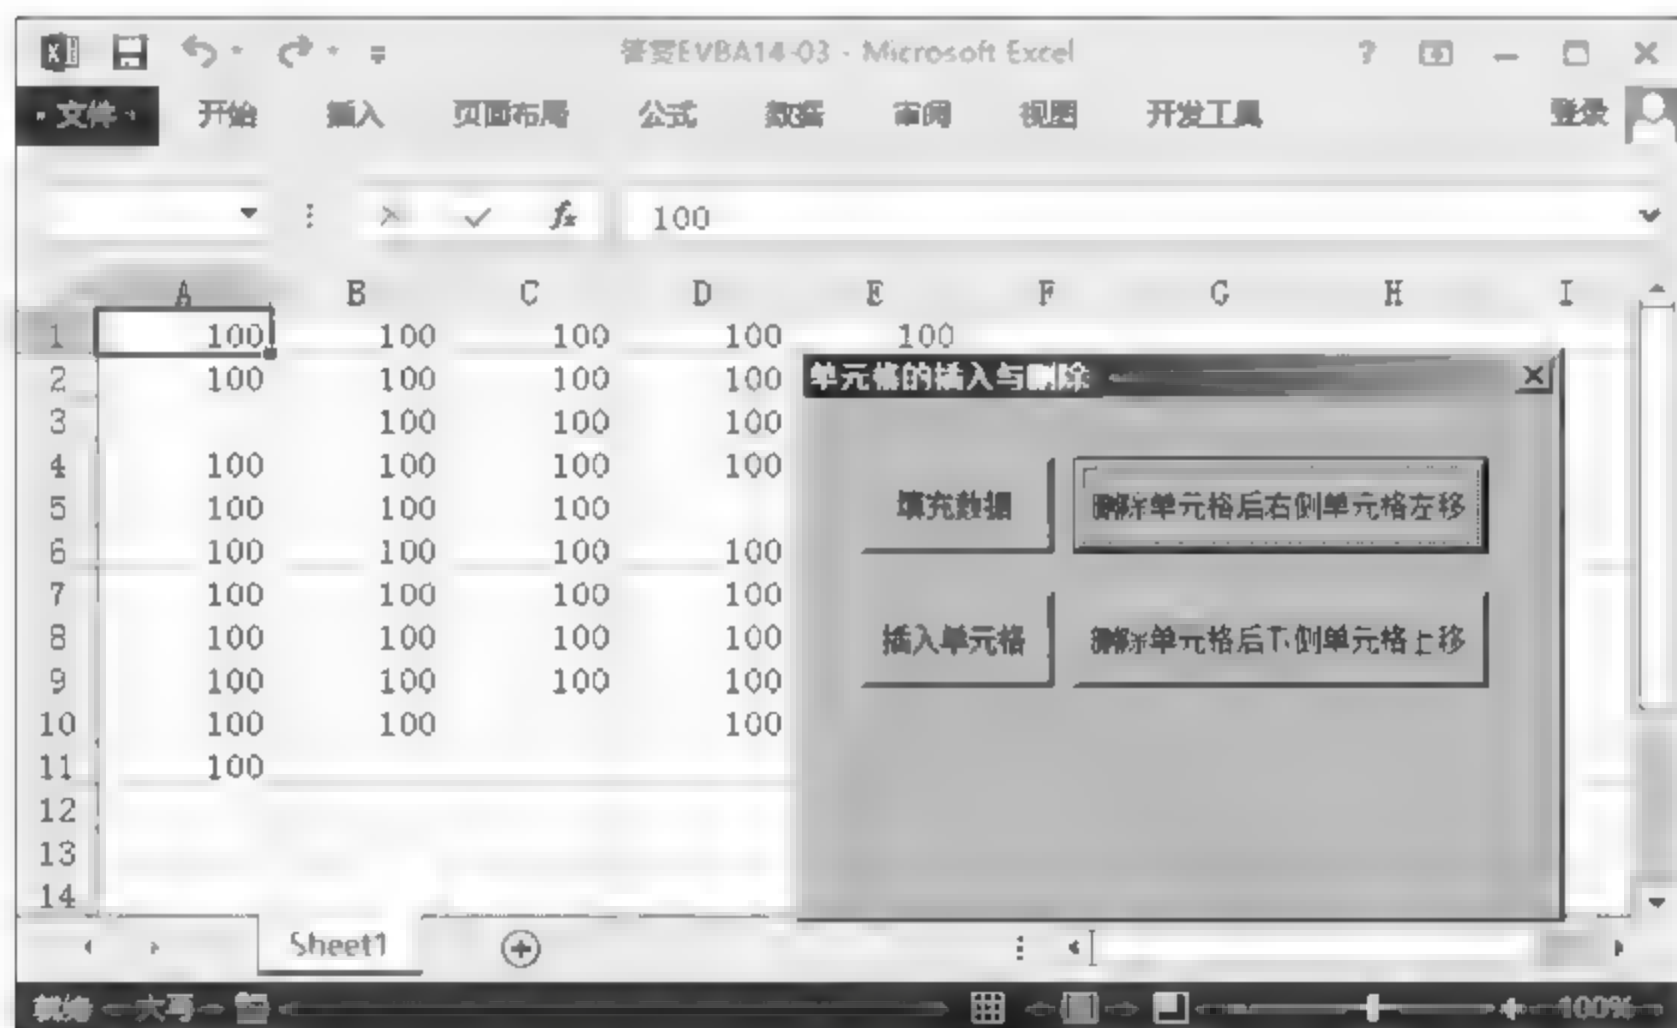 答案EVBA14-03 - Microsoft Excel
文件 开始 插入 页面布局 公式 数据 审阅 视图 开发工具 登录
fx 100
A B C D E F G H I
1 100 100 100 100 100
2 100 100 100 100
3 100 100 100
4 100 100 100 100
5 100 100 100
6 100 100 100 100
7 100 100 100 100
8 100 100 100 100
9 100 100 100 100
10 100 100 100
11 100
12
13
14
单元格的插入与删除
填充数据 删除单元格后右侧单元格左移
插入单元格 删除单元格后下侧单元格上移
Sheet1
就绪 大写 100%